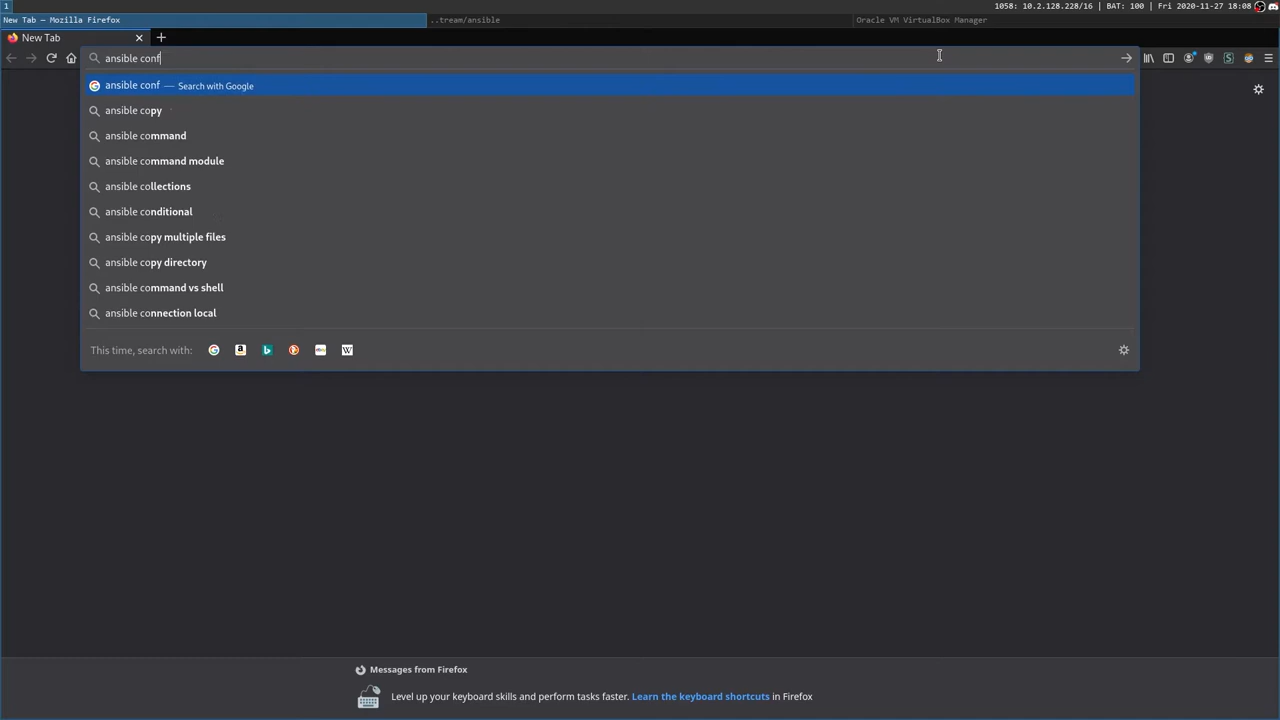 1
1058: 10.2.128.228/16 | BAT: 100 | Fri 2020-11-27 18:08
New Tab — Mozilla Firefox
..tream/ansible
Oracle VM VirtualBox Manager
New Tab
ansible conf
ansible conf — Search with Google
ansible copy
ansible command
ansible command module
ansible collections
ansible conditional
ansible copy multiple files
ansible copy directory
ansible command vs shell
ansible connection local
This time, search with:
Messages from Firefox
Level up your keyboard skills and perform tasks faster. Learn the keyboard shortcuts in Firefox